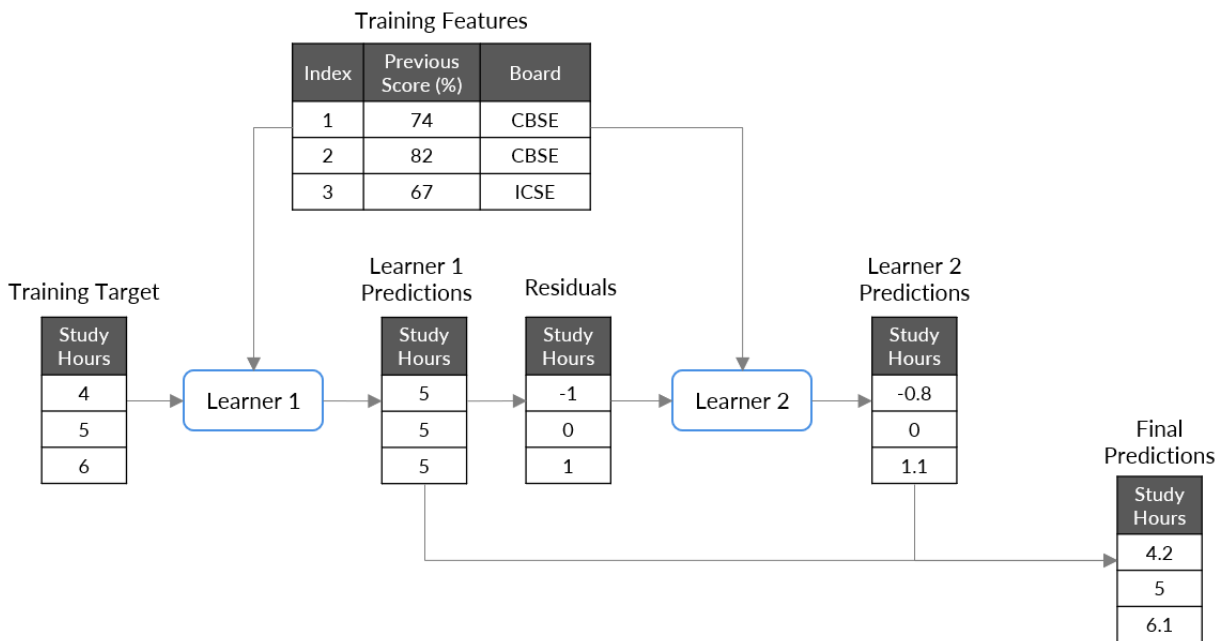 Training Features
Index Previous Score (%) Board
1 74 CBSE
2 82 CBSE
3 67 ICSE
Training Target
Study
Hours
4
5
6
Learner 1
Learner 1
Predictions
Study
Hours
5
5
5
Residuals
Study
Hours
-1
0
1
Learner 2
Learner 2
Predictions
Study
Hours
-0.8
0
1.1
Final
Predictions
Study
Hours
4.2
5
6.1